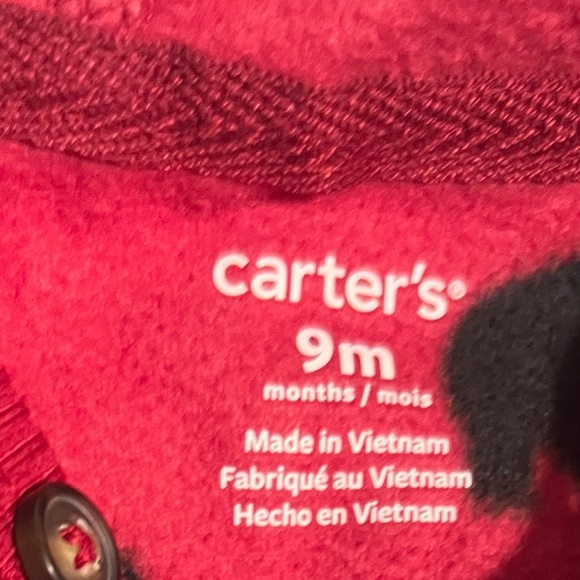 carter's®
9m
months / mois
Made in Vietnam
Fabriqué au Vietnam
Hecho en Vietnam